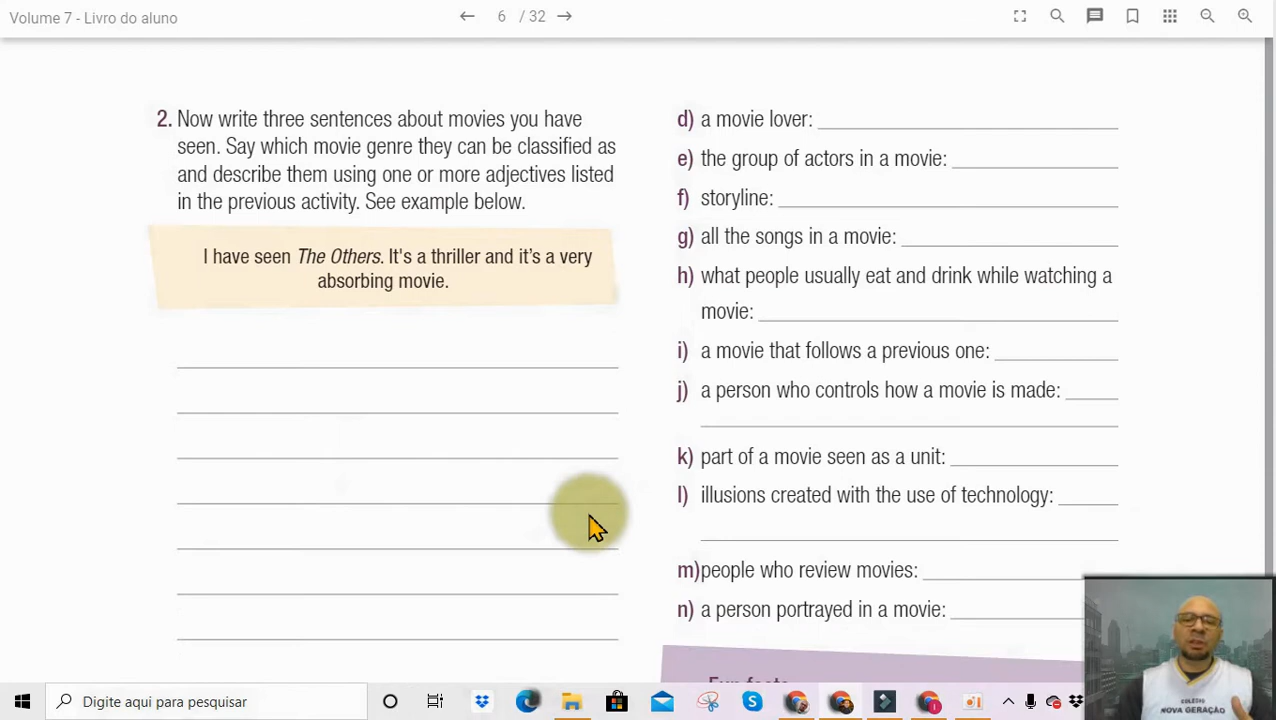 Volume 7 - Livro do aluno
6 / 32
2. Now write three sentences about movies you have
seen. Say which movie genre they can be classified as
and describe them using one or more adjectives listed
in the previous activity. See example below.
I have seen The Others. It's a thriller and it's a very
absorbing movie.
d) a movie lover:
e) the group of actors in a movie:
f) storyline:
g) all the songs in a movie:
h) what people usually eat and drink while watching a
movie:
i) a movie that follows a previous one:
j) a person who controls how a movie is made:
k) part of a movie seen as a unit:
l) illusions created with the use of technology:
m)people who review movies:
n) a person portrayed in a movie:
Fun facts
COLÉGIO
NOVA GERAÇÃO
Digite aqui para pesquisar